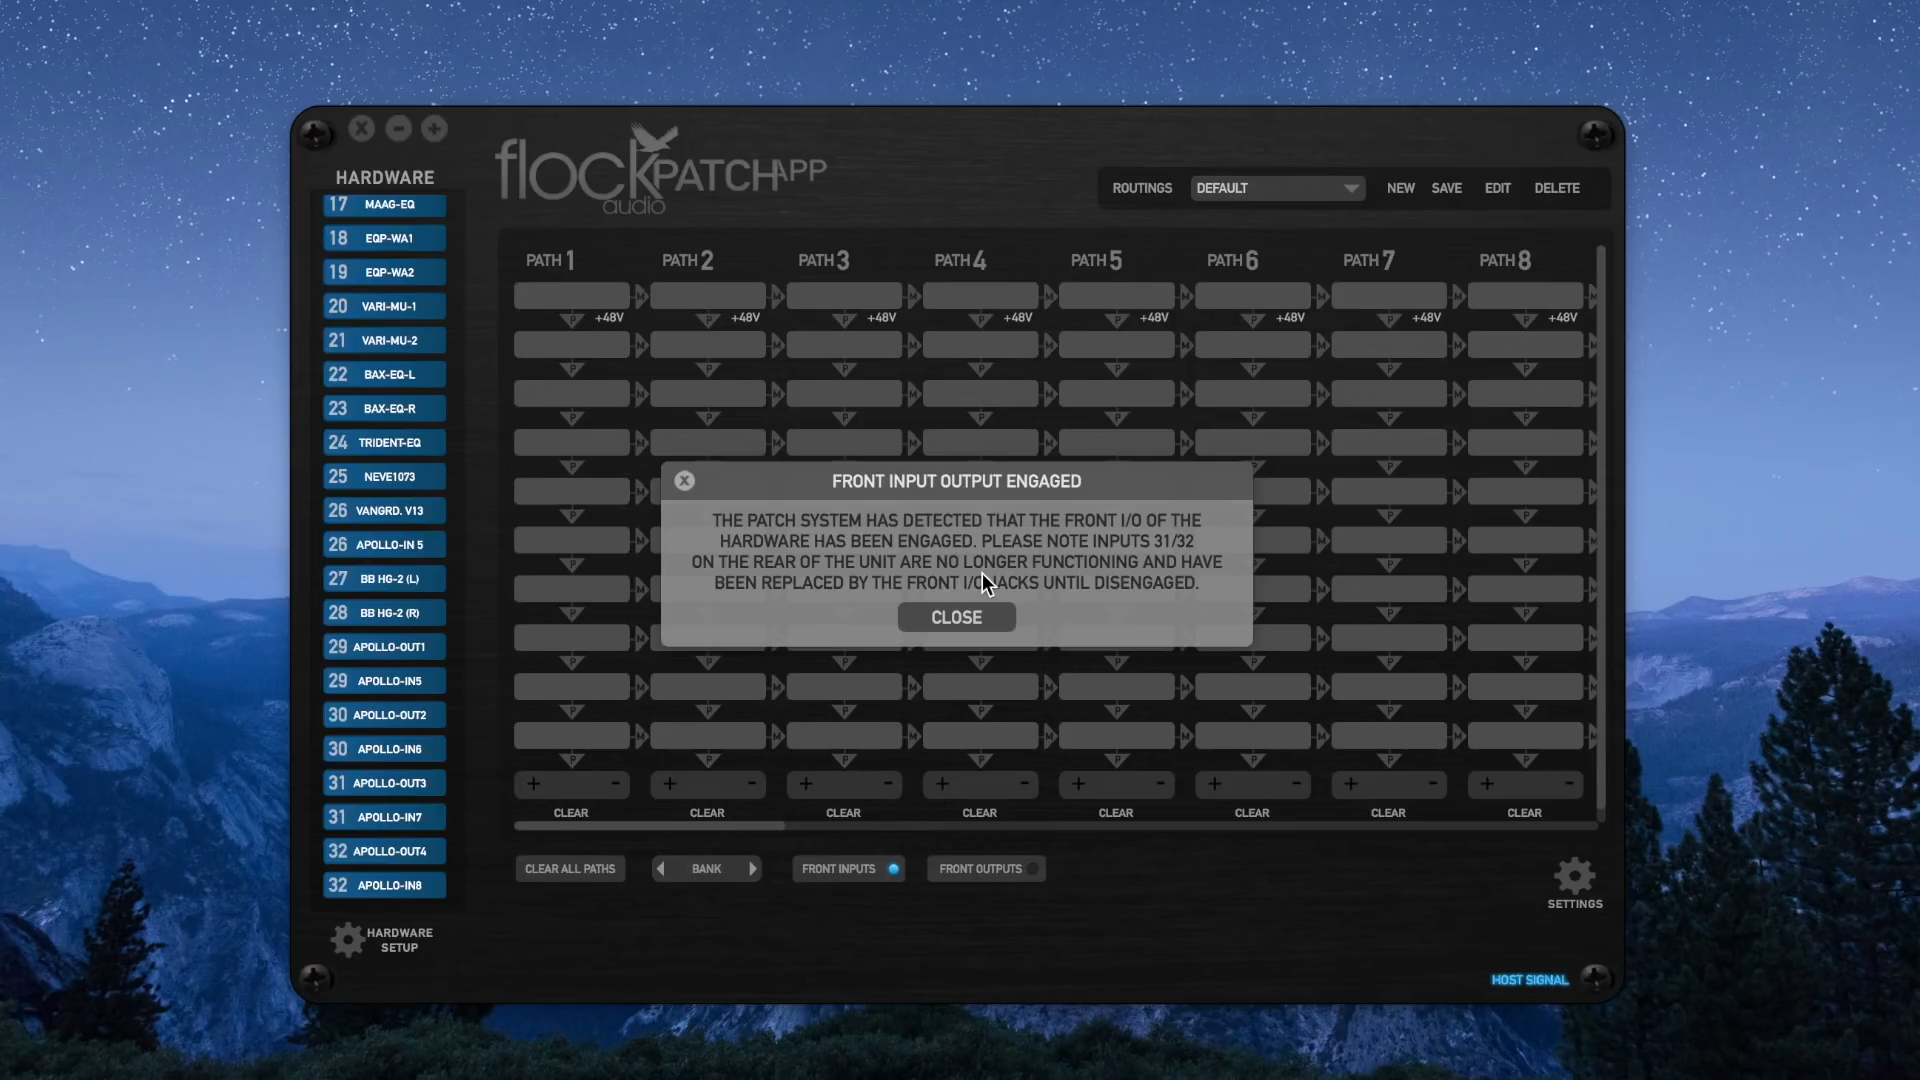 flock PATCH APP
audio
HARDWARE
17 MAAG-EQ
18 EQP-WA1
19 EQP-WA2
20 VARI-MU-1
21 VARI-MU-2
22 BAX-EQ-L
23 BAX-EQ-R
24 TRIDENT-EQ
25 NEVE1073
26 VANGRD. V13
26 APOLLO-IN 5
27 BB HG-2 (L)
28 BB HG-2 (R)
29 APOLLO-OUT1
29 APOLLO-IN5
30 APOLLO-OUT2
30 APOLLO-IN6
31 APOLLO-OUT3
31 APOLLO-IN7
32 APOLLO-OUT4
32 APOLLO-IN8
HARDWARE
SETUP
ROUTINGS DEFAULT NEW SAVE EDIT DELETE
PATH 1 PATH 2 PATH 3 PATH 4 PATH 5 PATH 6 PATH 7 PATH 8
+48V +48V +48V +48V +48V +48V +48V +48V
FRONT INPUT OUTPUT ENGAGED
THE PATCH SYSTEM HAS DETECTED THAT THE FRONT I/O OF THE
HARDWARE HAS BEEN ENGAGED. PLEASE NOTE INPUTS 31/32
ON THE REAR OF THE UNIT ARE NO LONGER FUNCTIONING AND HAVE
BEEN REPLACED BY THE FRONT I/O JACKS UNTIL DISENGAGED.
CLOSE
+ - + - + - + - + - + - + - + -
CLEAR CLEAR CLEAR CLEAR CLEAR CLEAR CLEAR CLEAR
CLEAR ALL PATHS BANK FRONT INPUTS FRONT OUTPUTS
SETTINGS
HOST SIGNAL